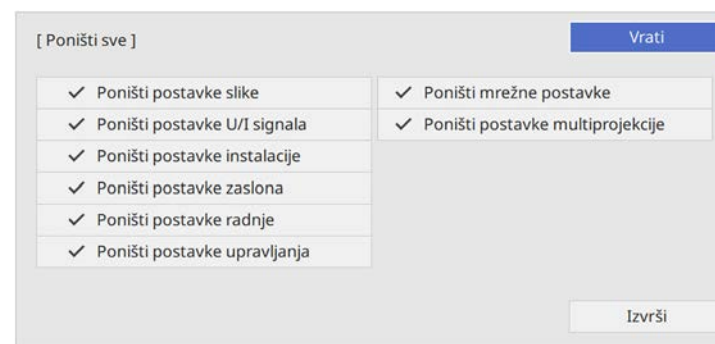 [ Poništi sve ]
Vrati
Poništi postavke slike
Poništi postavke U/I signala
Poništi postavke instalacije
Poništi postavke zaslona
Poništi postavke radnje
Poništi postavke upravljanja
Poništi mrežne postavke
Poništi postavke multiprojekcije
Izvrši